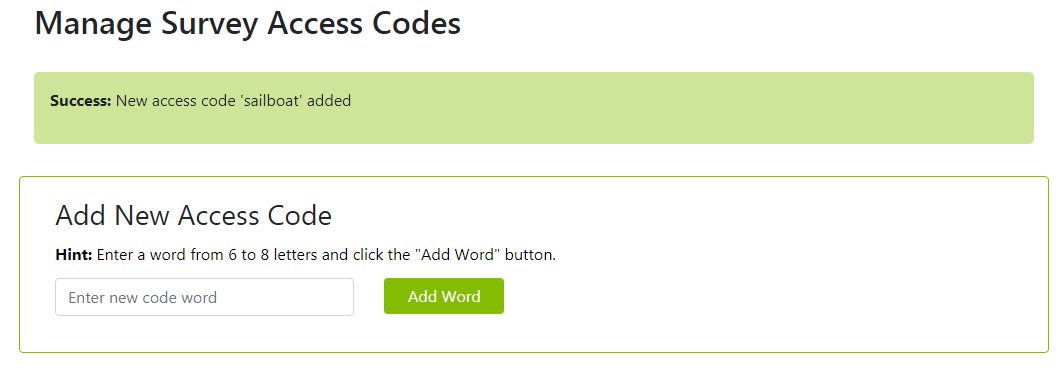 Manage Survey Access Codes
Success: New access code 'sailboat' added
Add New Access Code
Hint: Enter a word from 6 to 8 letters and click the "Add Word" button.
Enter new code word
Add Word